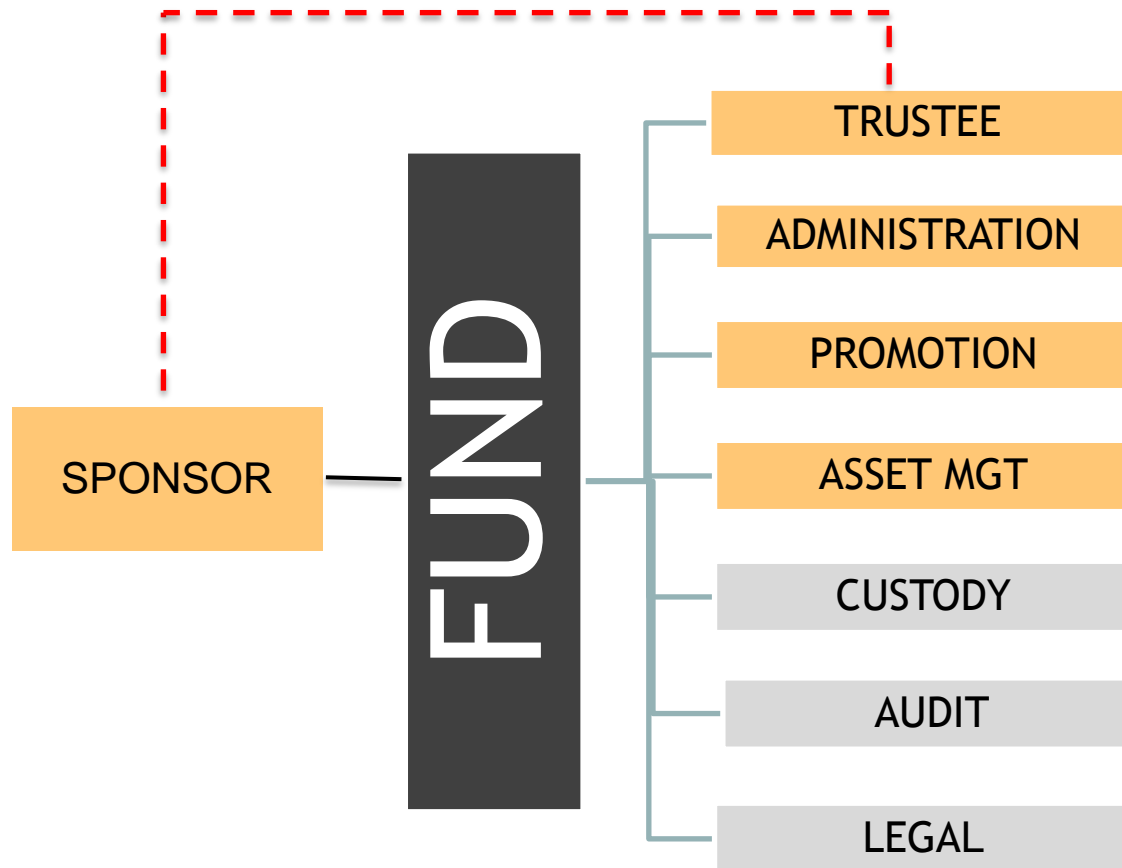 TRUSTEE
ADMINISTRATION
PROMOTION
SPONSOR
FUND
ASSET MGT
CUSTODY
AUDIT
LEGAL